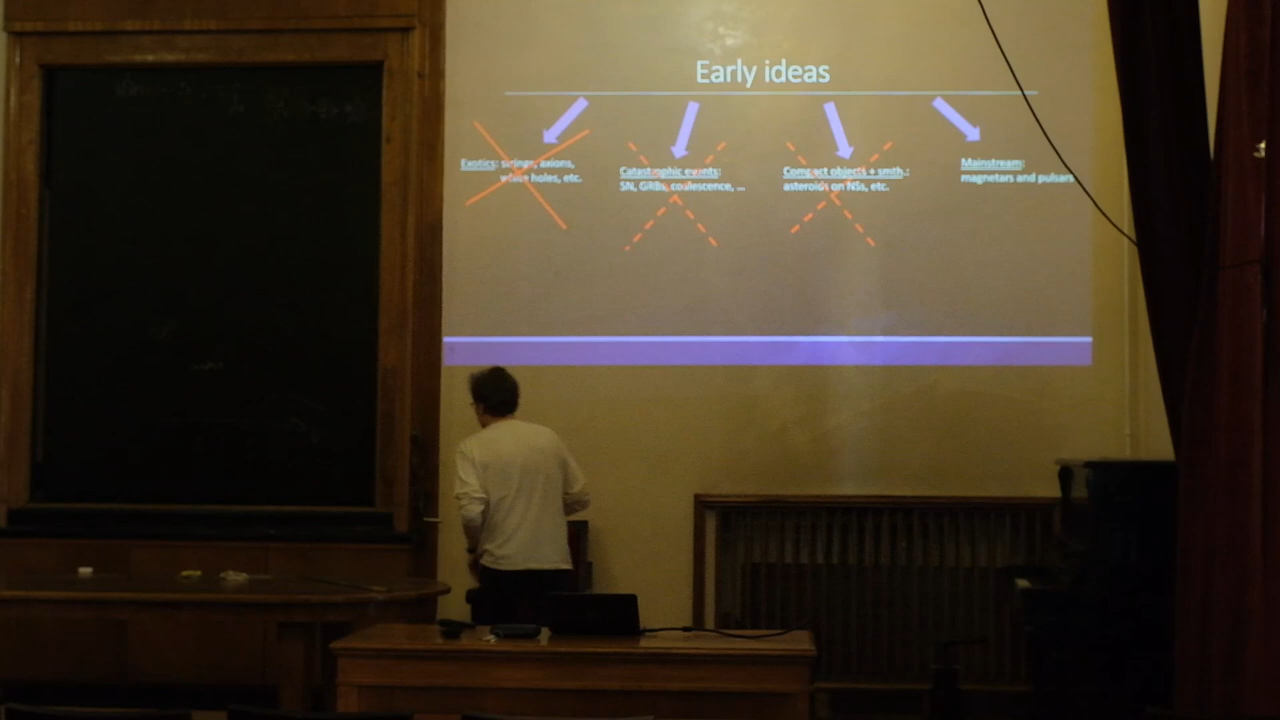 Early ideas
Exotics: strings, axions,
white holes, etc.
Catastrophic events:
SN, GRBs, coalescence, ...
Compact objects + smth.:
asteroids on NSs, etc.
Mainstream:
magnetars and pulsars